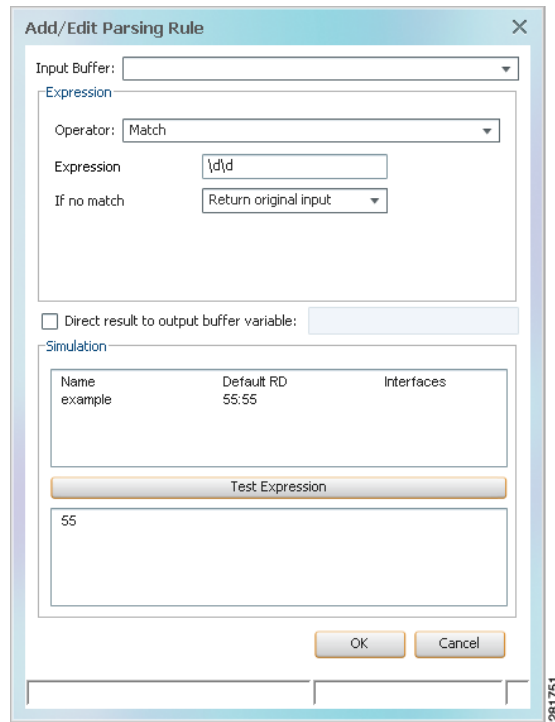 Add/Edit Parsing Rule
Input Buffer:
Expression
Operator: Match
Expression \d\d
If no match Return original input
Direct result to output buffer variable:
Simulation
Name Default RD Interfaces
example 55:55
Test Expression
55
OK Cancel
281751